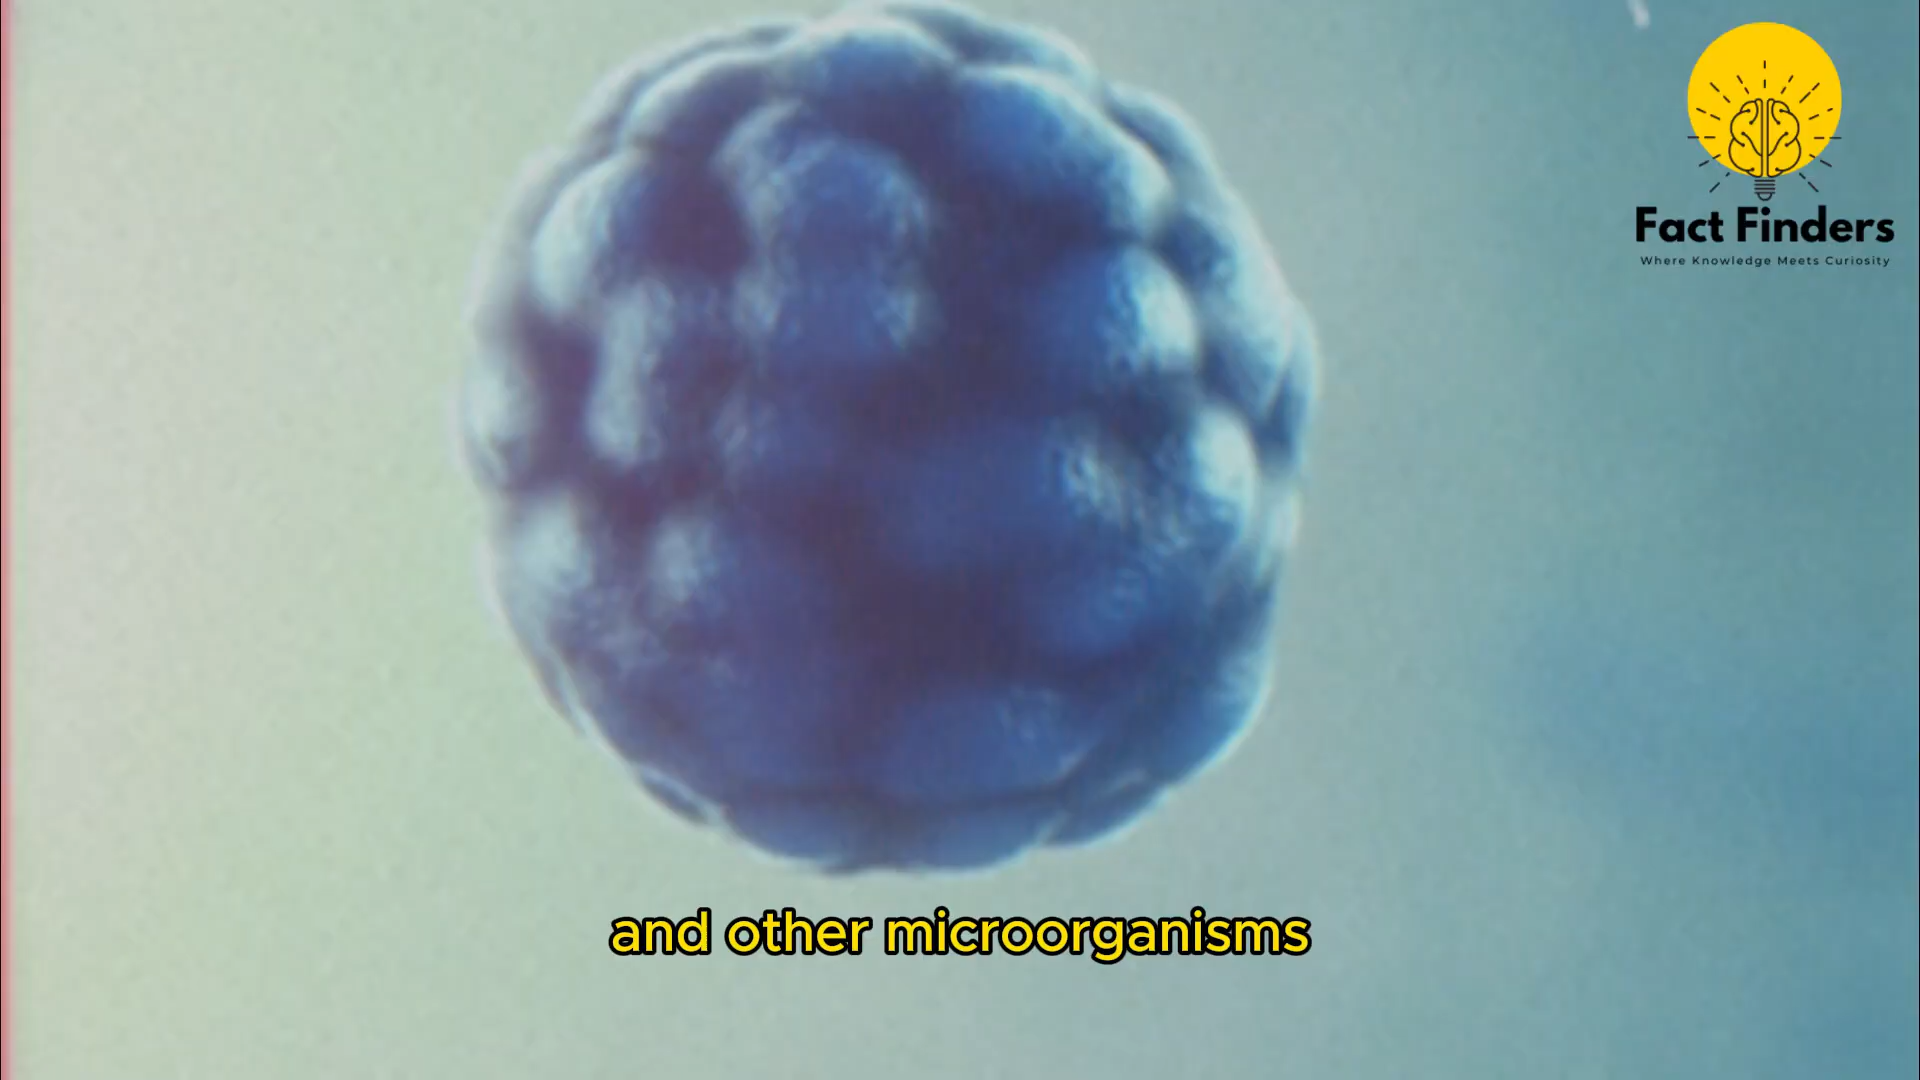 Fact Finders
Where Knowledge Meets Curiosity
and other microorganisms